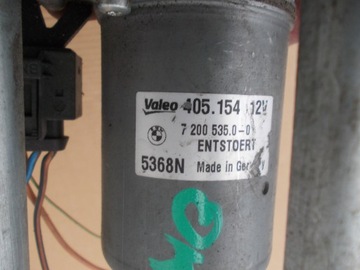 Valeo 405.154 12V
7 200 535.0-0
ENTSTOERT
5368N Made in Germany